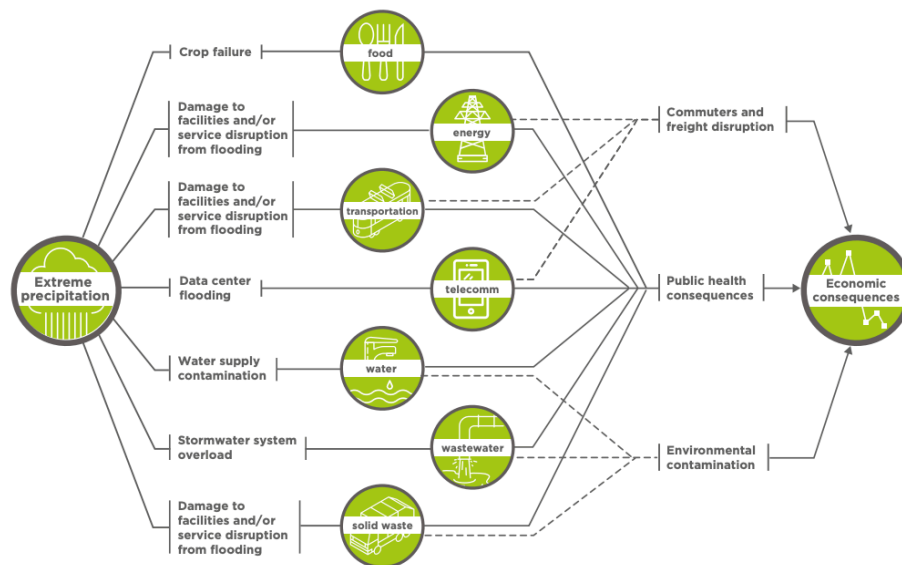 Crop failure
food
Damage to
facilities and/or
service disruption
from flooding
energy
Commuters and
freight disruption
Damage to
facilities and/or
service disruption
from flooding
transportation
Extreme
precipitation
Data center
flooding
telecomm
Public health
consequences
Economic
consequences
Water supply
contamination
water
Stormwater system
overload
wastewater
Environmental
contamination
Damage to
facilities and/or
service disruption
from flooding
solid waste